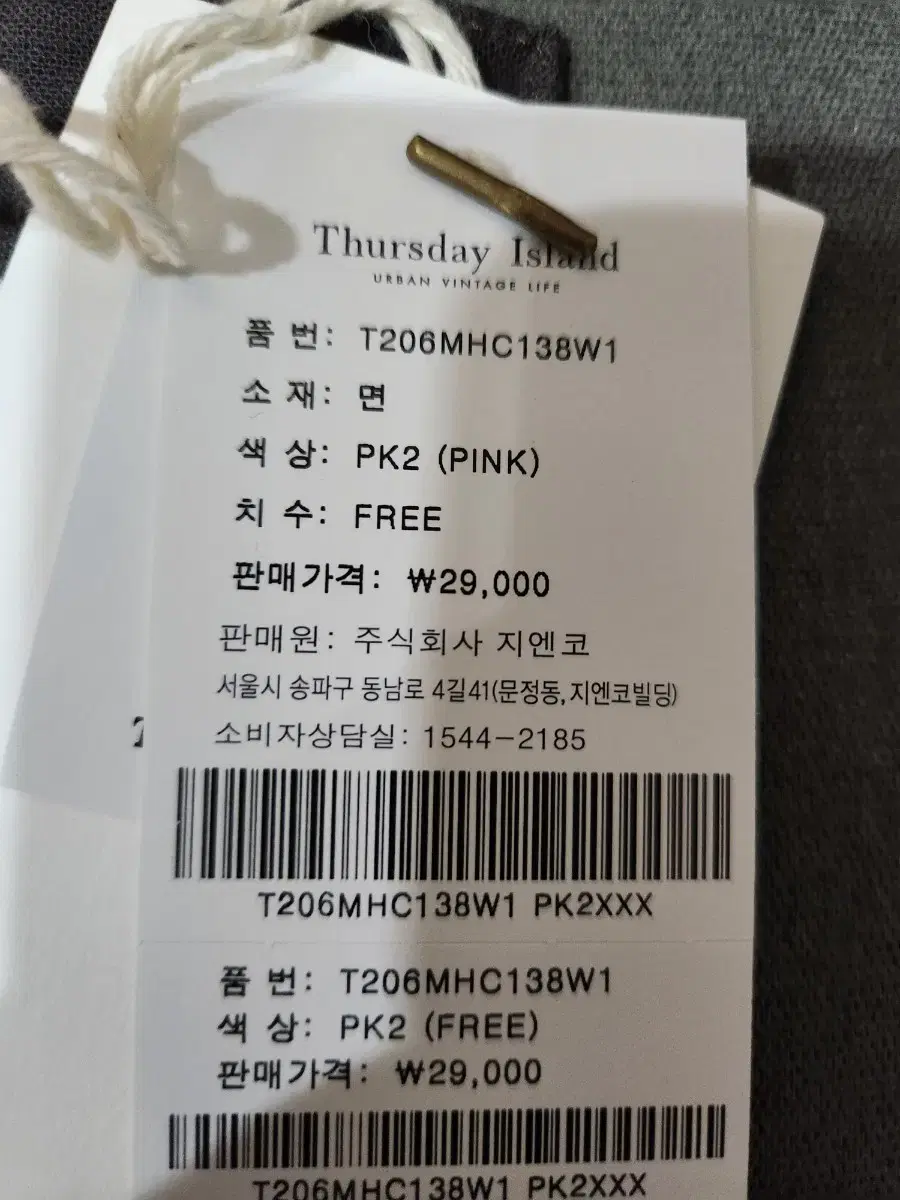 Thursday Island
URBAN VINTAGE LIFE
품 번: T206MHC138W1
소 재: 면
색 상: PK2 (PINK)
치 수: FREE
판매가격: ₩29,000
판매원: 주식회사 지엔코
서울시 송파구 동남로 4길41(문정동, 지엔코빌딩)
소비자상담실: 1544-2185
T206MHC138W1 PK2XXX
품 번: T206MHC138W1
색 상: PK2 (FREE)
판매가격: ₩29,000
T206MHC138W1 PK2XXX